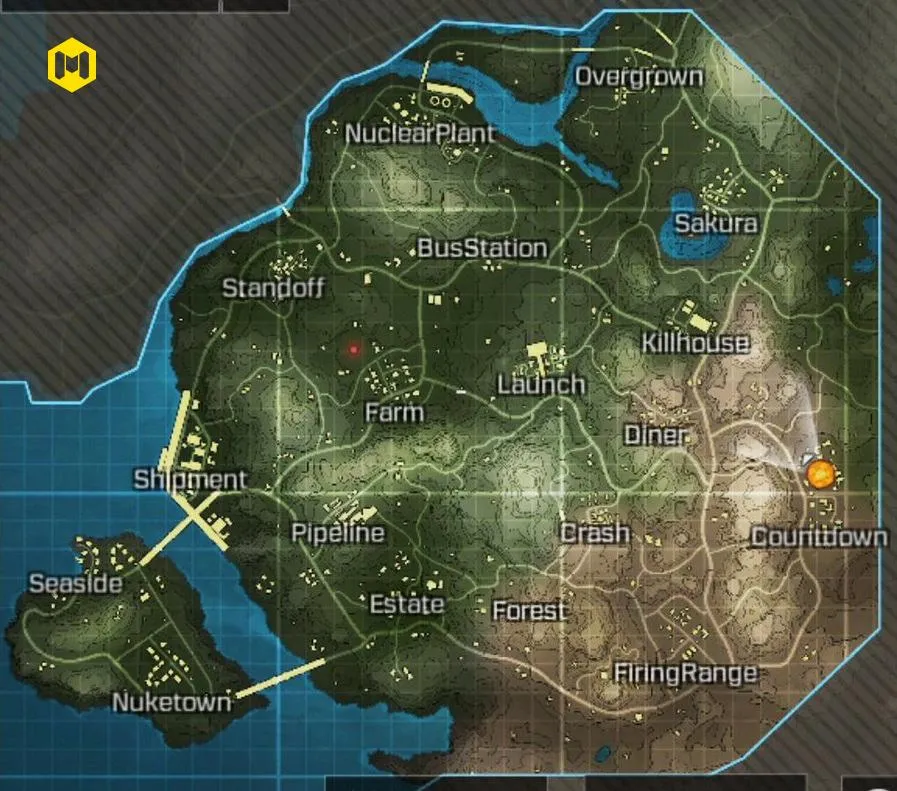 Overgrown
NuclearPlant
Sakura
BusStation
Standoff
Killhouse
Launch
Farm
Diner
Shipment
Pipeline
Crash
Countdown
Seaside
Estate
Forest
FiringRange
Nuketown